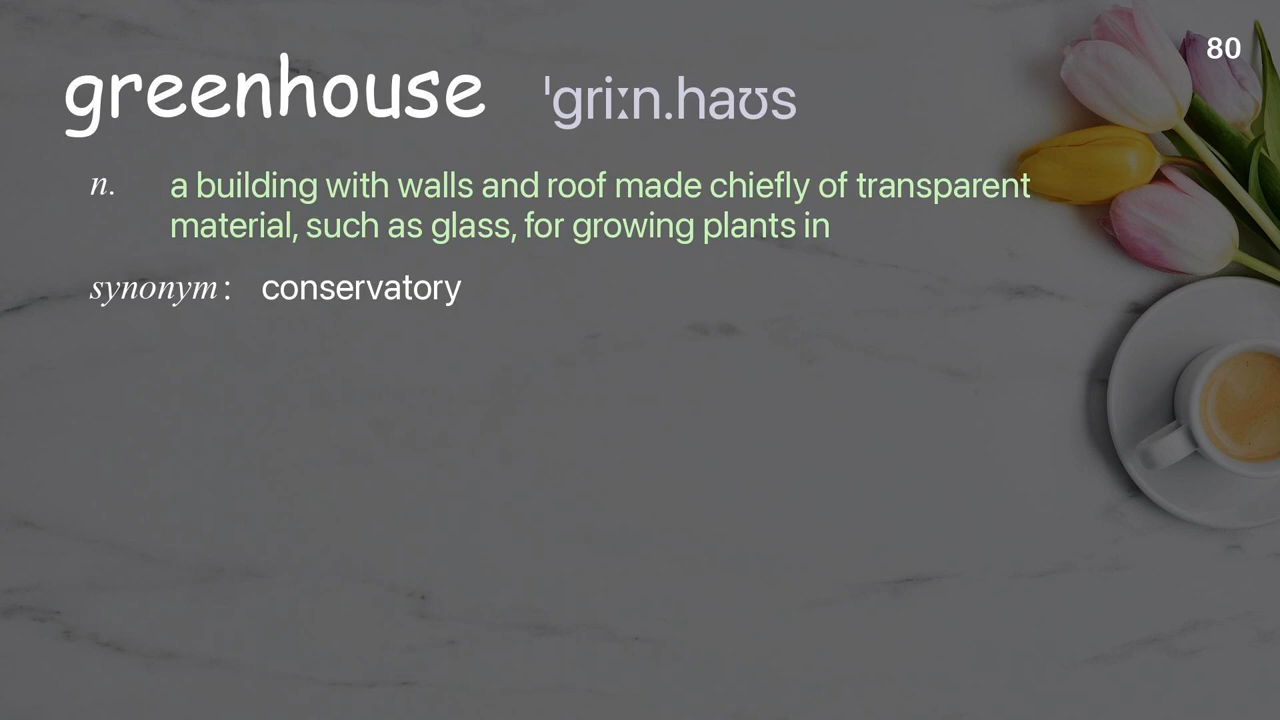 80
greenhouse ˈɡriːn.haʊs
n. a building with walls and roof made chiefly of transparent
material, such as glass, for growing plants in
synonym : conservatory